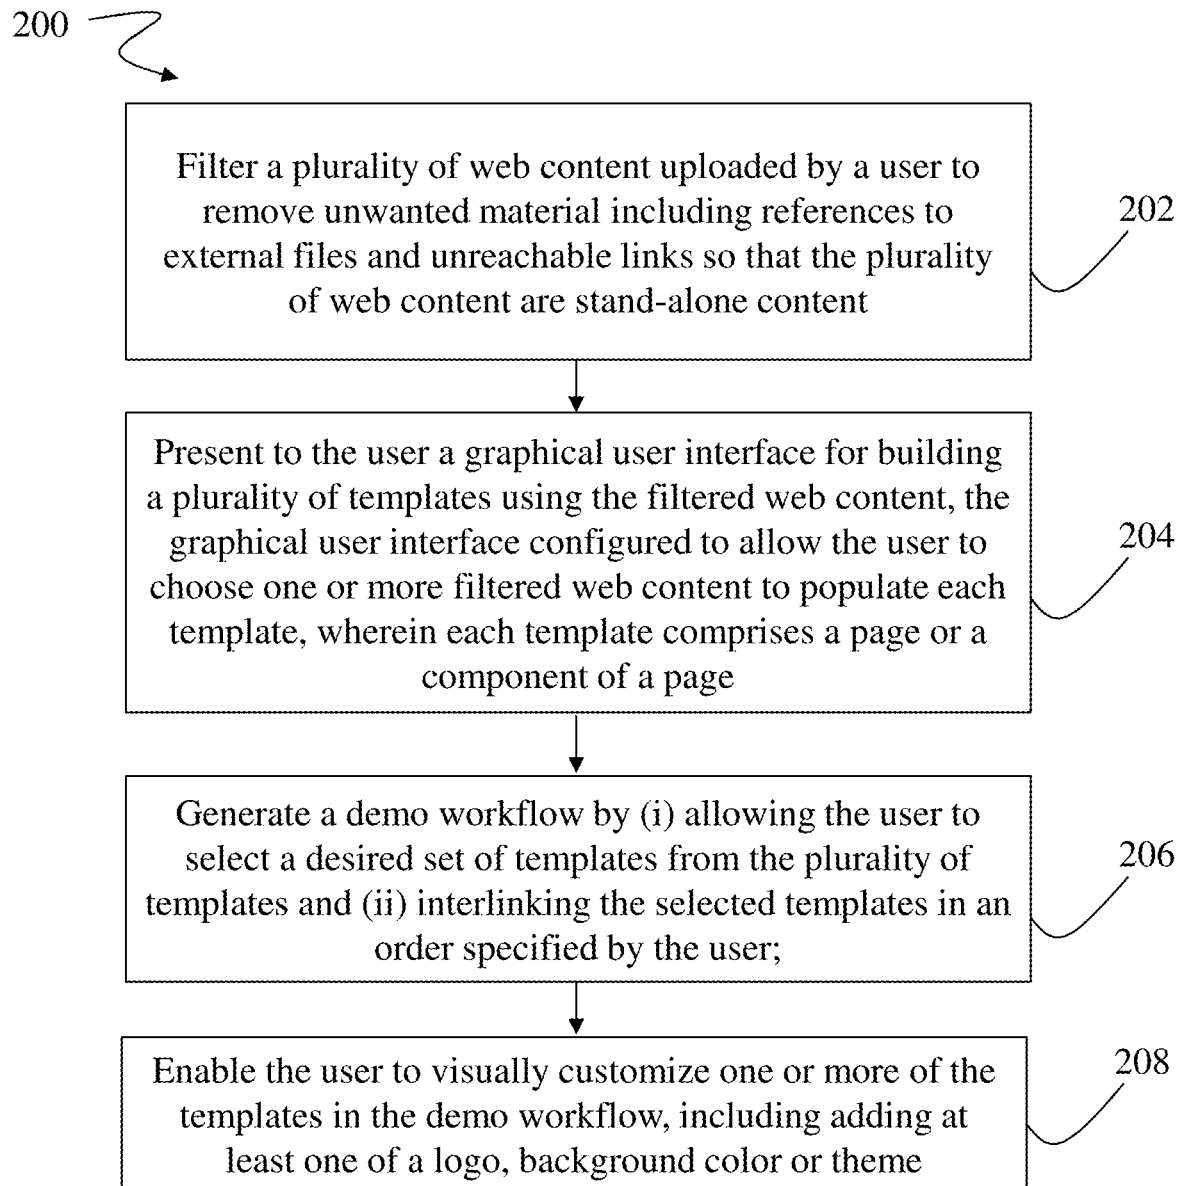 200
Filter a plurality of web content uploaded by a user to
remove unwanted material including references to
external files and unreachable links so that the plurality
of web content are stand-alone content
202
Present to the user a graphical user interface for building
a plurality of templates using the filtered web content, the
graphical user interface configured to allow the user to
choose one or more filtered web content to populate each
template, wherein each template comprises a page or a
component of a page
204
Generate a demo workflow by (i) allowing the user to
select a desired set of templates from the plurality of
templates and (ii) interlinking the selected templates in an
order specified by the user;
206
Enable the user to visually customize one or more of the
templates in the demo workflow, including adding at
least one of a logo, background color or theme
208